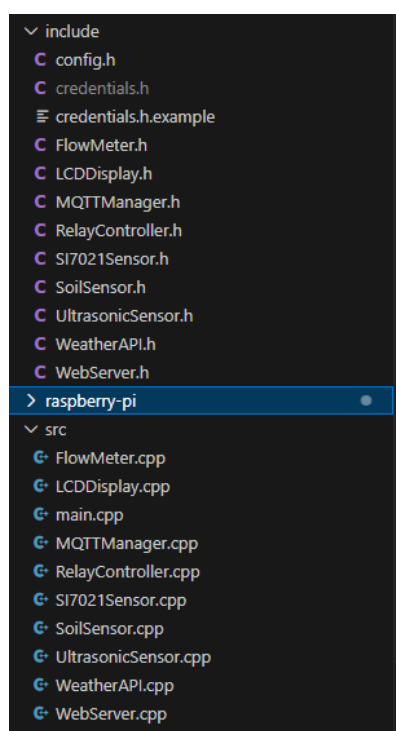 include
config.h
credentials.h
credentials.h.example
FlowMeter.h
LCDDisplay.h
MQTTManager.h
RelayController.h
SI7021Sensor.h
SoilSensor.h
UltrasonicSensor.h
WeatherAPI.h
WebServer.h
raspberry-pi
src
FlowMeter.cpp
LCDDisplay.cpp
main.cpp
MQTTManager.cpp
RelayController.cpp
SI7021Sensor.cpp
SoilSensor.cpp
UltrasonicSensor.cpp
WeatherAPI.cpp
WebServer.cpp